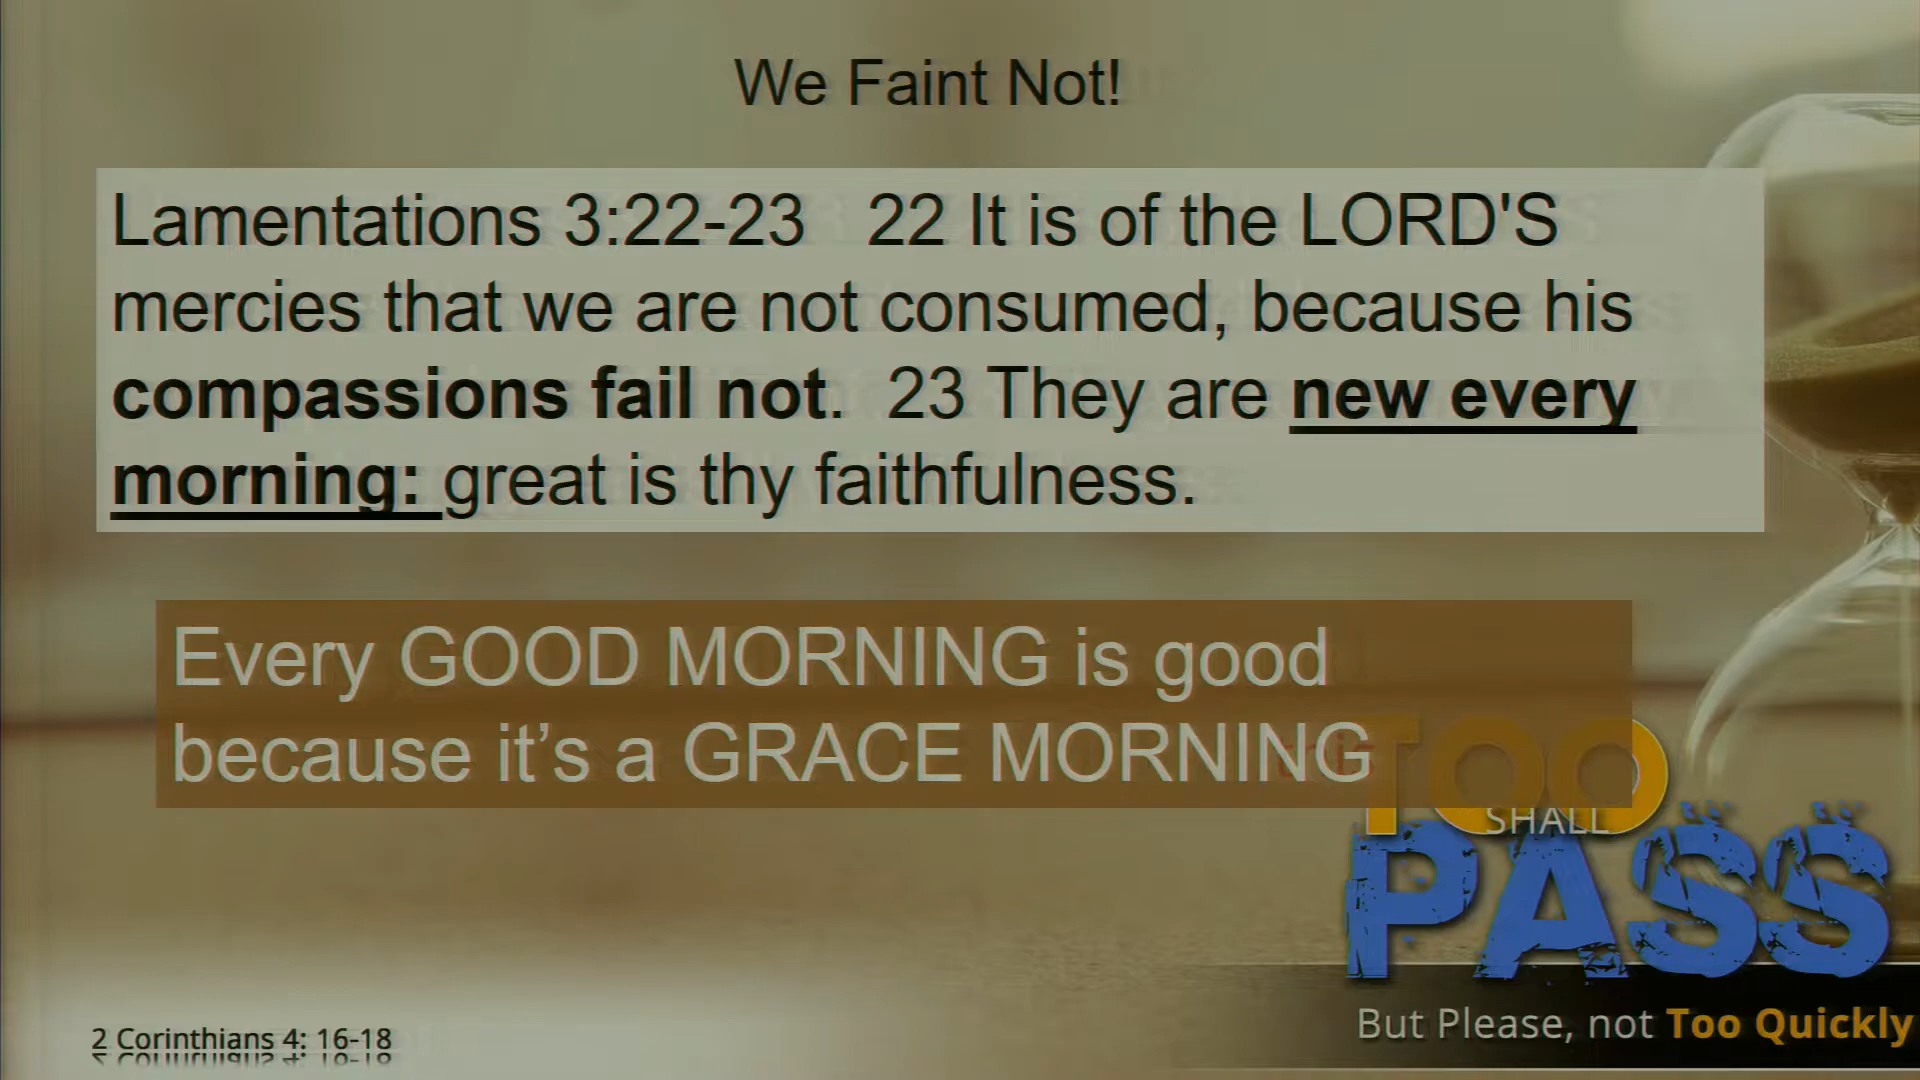 We Faint Not!
Lamentations 3:22-23 22 It is of the LORD'S
mercies that we are not consumed, because his
compassions fail not. 23 They are new every
morning: great is thy faithfulness.
Every GOOD MORNING is good
because it’s a GRACE MORNING
TOO
SHALL
PASS
But Please, not Too Quickly
2 Corinthians 4: 16-18